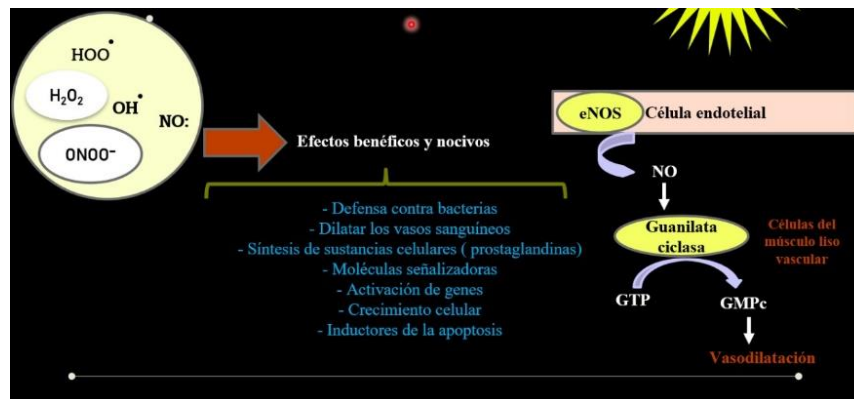 HOO•
H₂O₂
OH•
NO:
ONOO⁻
Efectos benéficos y nocivos
- Defensa contra bacterias
- Dilatar los vasos sanguíneos
- Síntesis de sustancias celulares ( prostaglandinas)
- Moléculas señalizadoras
- Activación de genes
- Crecimiento celular
- Inductores de la apoptosis
eNOS
Célula endotelial
NO
Guanilata
ciclasa
Células del
músculo liso
vascular
GTP
GMPc
Vasodilatación